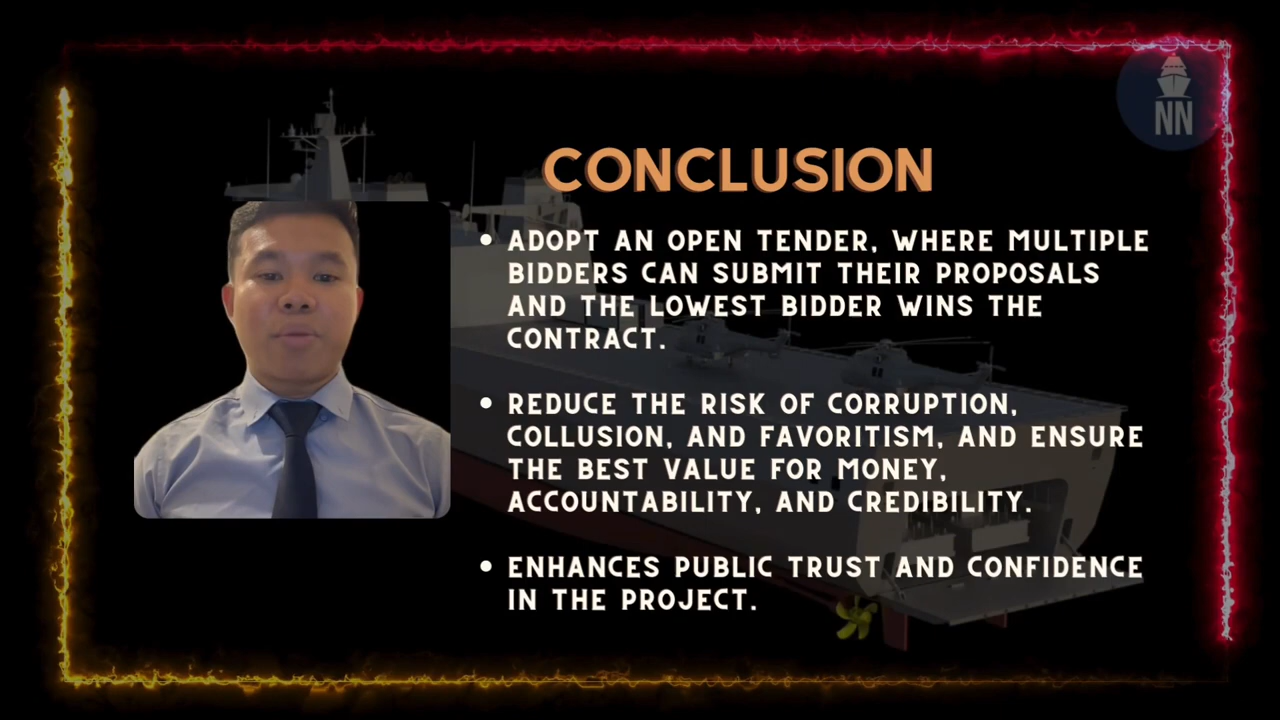 NN
CONCLUSION
• ADOPT AN OPEN TENDER, WHERE MULTIPLE
BIDDERS CAN SUBMIT THEIR PROPOSALS
AND THE LOWEST BIDDER WINS THE
CONTRACT.
• REDUCE THE RISK OF CORRUPTION,
COLLUSION, AND FAVORITISM, AND ENSURE
THE BEST VALUE FOR MONEY,
ACCOUNTABILITY, AND CREDIBILITY.
• ENHANCES PUBLIC TRUST AND CONFIDENCE
IN THE PROJECT.